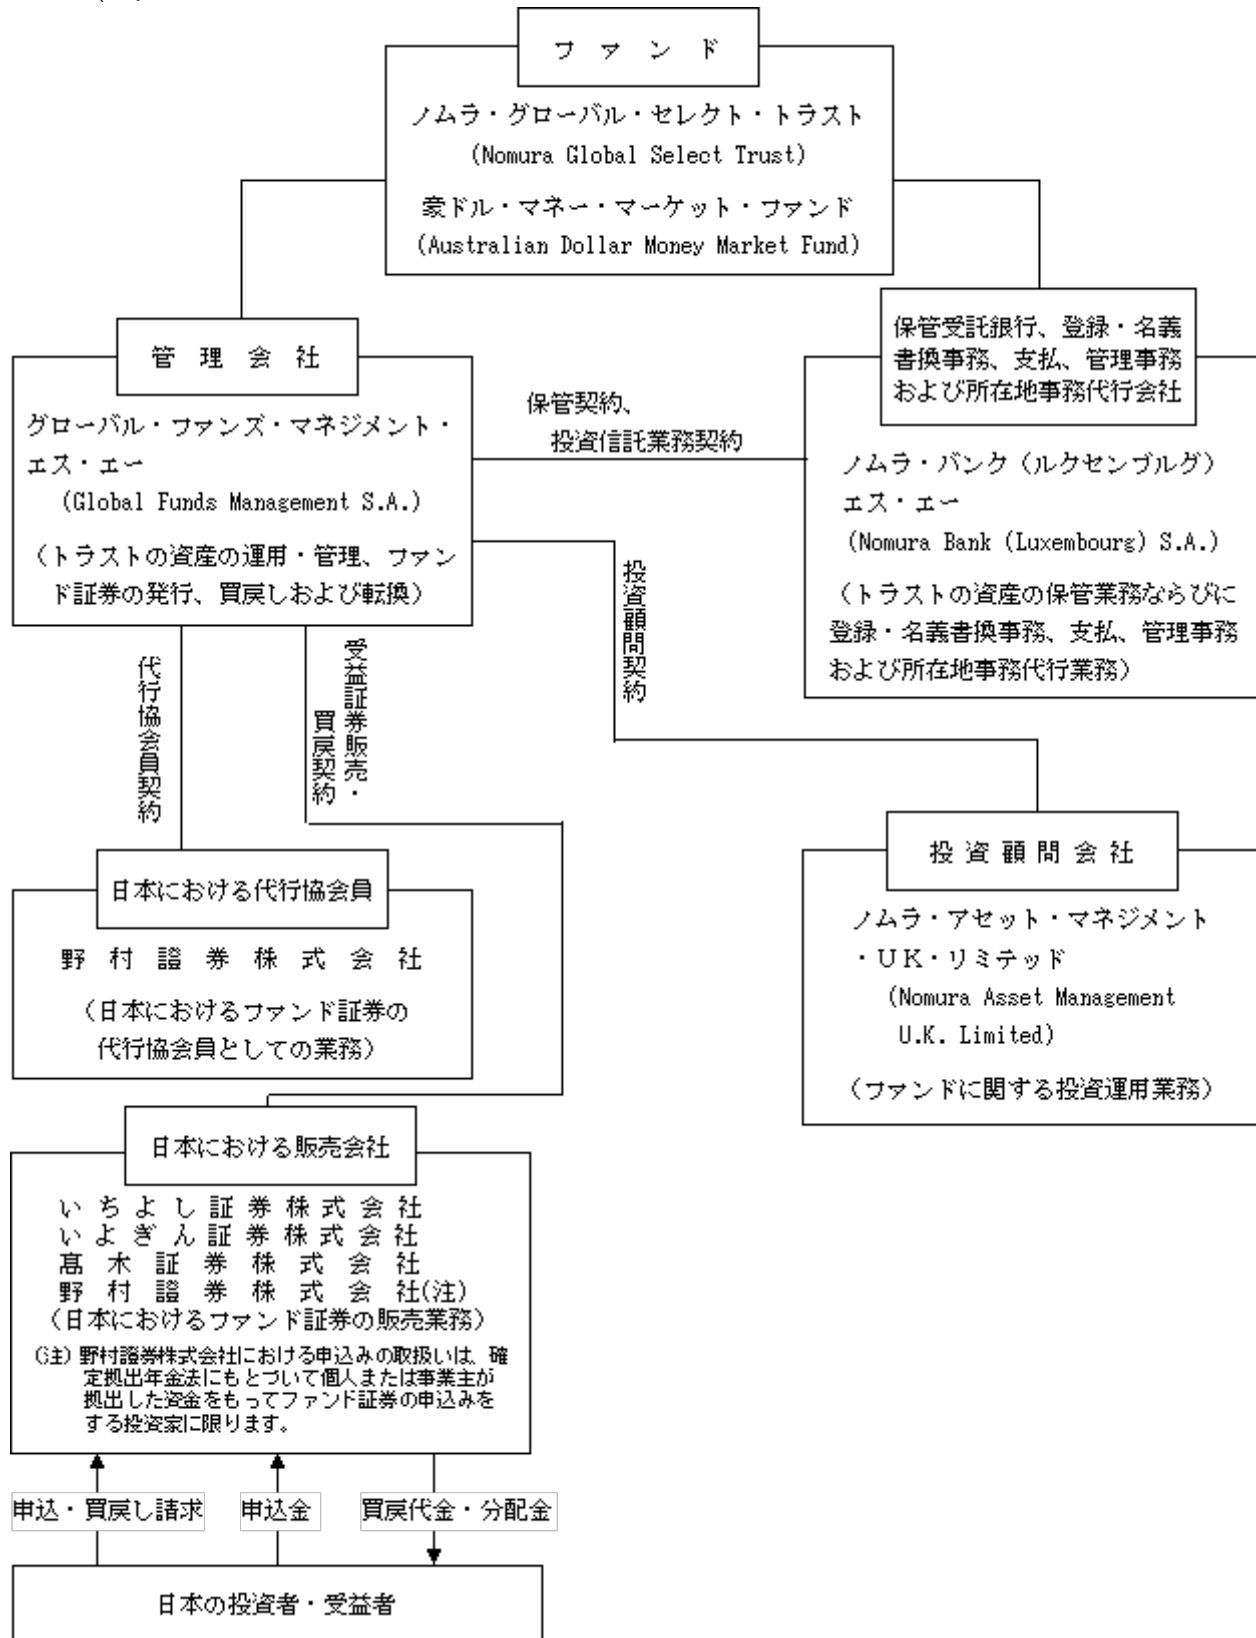 ファンド
ノムラ・グローバル・セレクト・トラスト
(Nomura Global Select Trust)
豪ドル・マネー・マーケット・ファンド
(Australian Dollar Money Market Fund)
管理会社
グローバル・ファンズ・マネジメント・
エス・エー
(Global Funds Management S.A.)
(トラストの資産の運用・管理、ファン
ド証券の発行、買戻しおよび転換)
保管契約、
投資信託業務契約
保管受託銀行、登録・名義
書換事務、支払、管理事務
および所在地事務代行会社
ノムラ・バンク(ルクセンブルグ)
エス・エー
(Nomura Bank (Luxembourg) S.A.)
(トラストの資産の保管業務ならびに
登録・名義書換事務、支払、管理事務
および所在地事務代行業務)
代行協会員契約
受益証券販売・
買戻契約
投資顧問契約
日本における代行協会員
野村證券株式会社
(日本におけるファンド証券の
代行協会員としての業務)
投資顧問会社
ノムラ・アセット・マネジメント
・UK・リミテッド
(Nomura Asset Management
U.K. Limited)
(ファンドに関する投資運用業務)
日本における販売会社
いちよし証券株式会社
いよぎん証券株式会社
髙木証券株式会社
野村證券株式会社(注)
(日本におけるファンド証券の販売業務)
(注) 野村證券株式会社における申込みの取扱いは、確
定拠出年金法にもとづいて個人または事業主が
拠出した資金をもってファンド証券の申込みを
する投資家に限ります。
申込・買戻し請求
申込金
買戻代金・分配金
日本の投資者・受益者